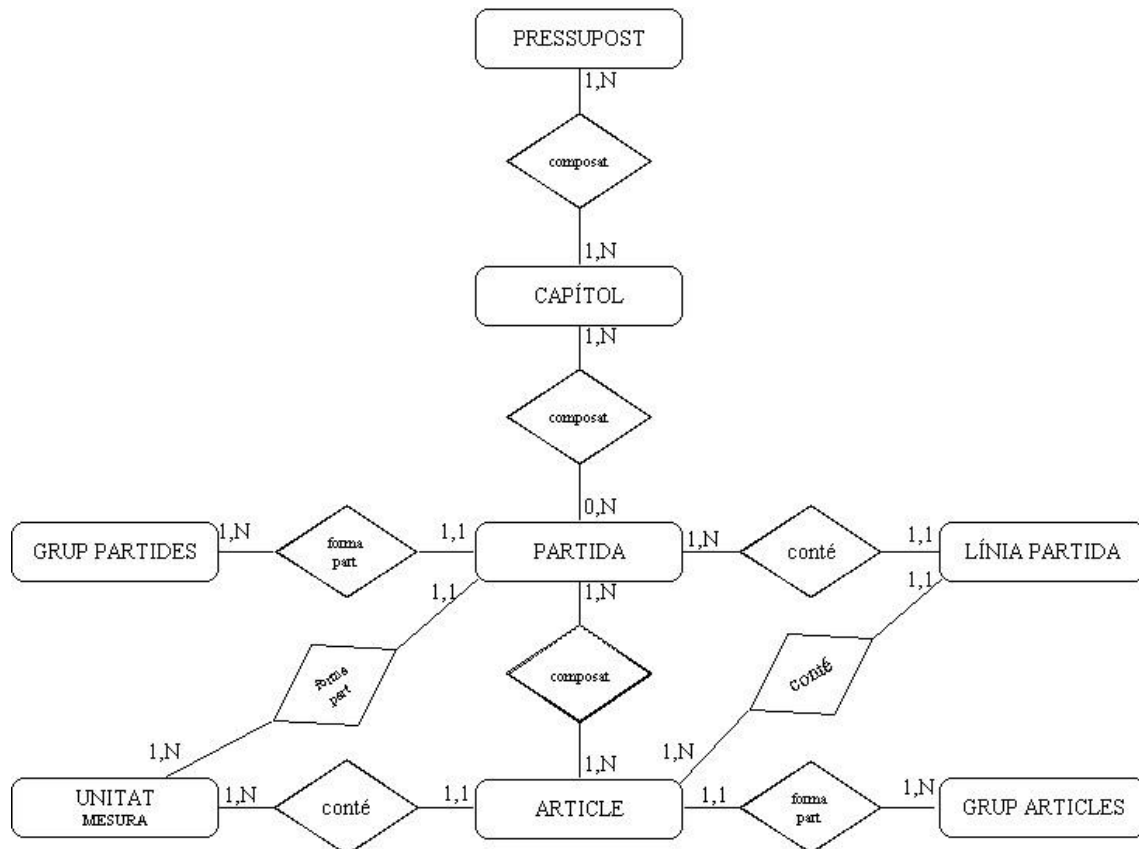 PRESSUPOST
1,N
composat
1,N
CAPÍTOL
1,N
composat
0,N
GRUP PARTIDES
1,N
forma
part
1,1
PARTIDA
1,N
conté
1,1
LÍNIA PARTIDA
1,1
1,N
1,1
forma
part
composat
conté
1,N
1,N
1,N
UNITAT
MESURA
1,N
conté
1,1
ARTICLE
1,1
forma
part
1,N
GRUP ARTICLES